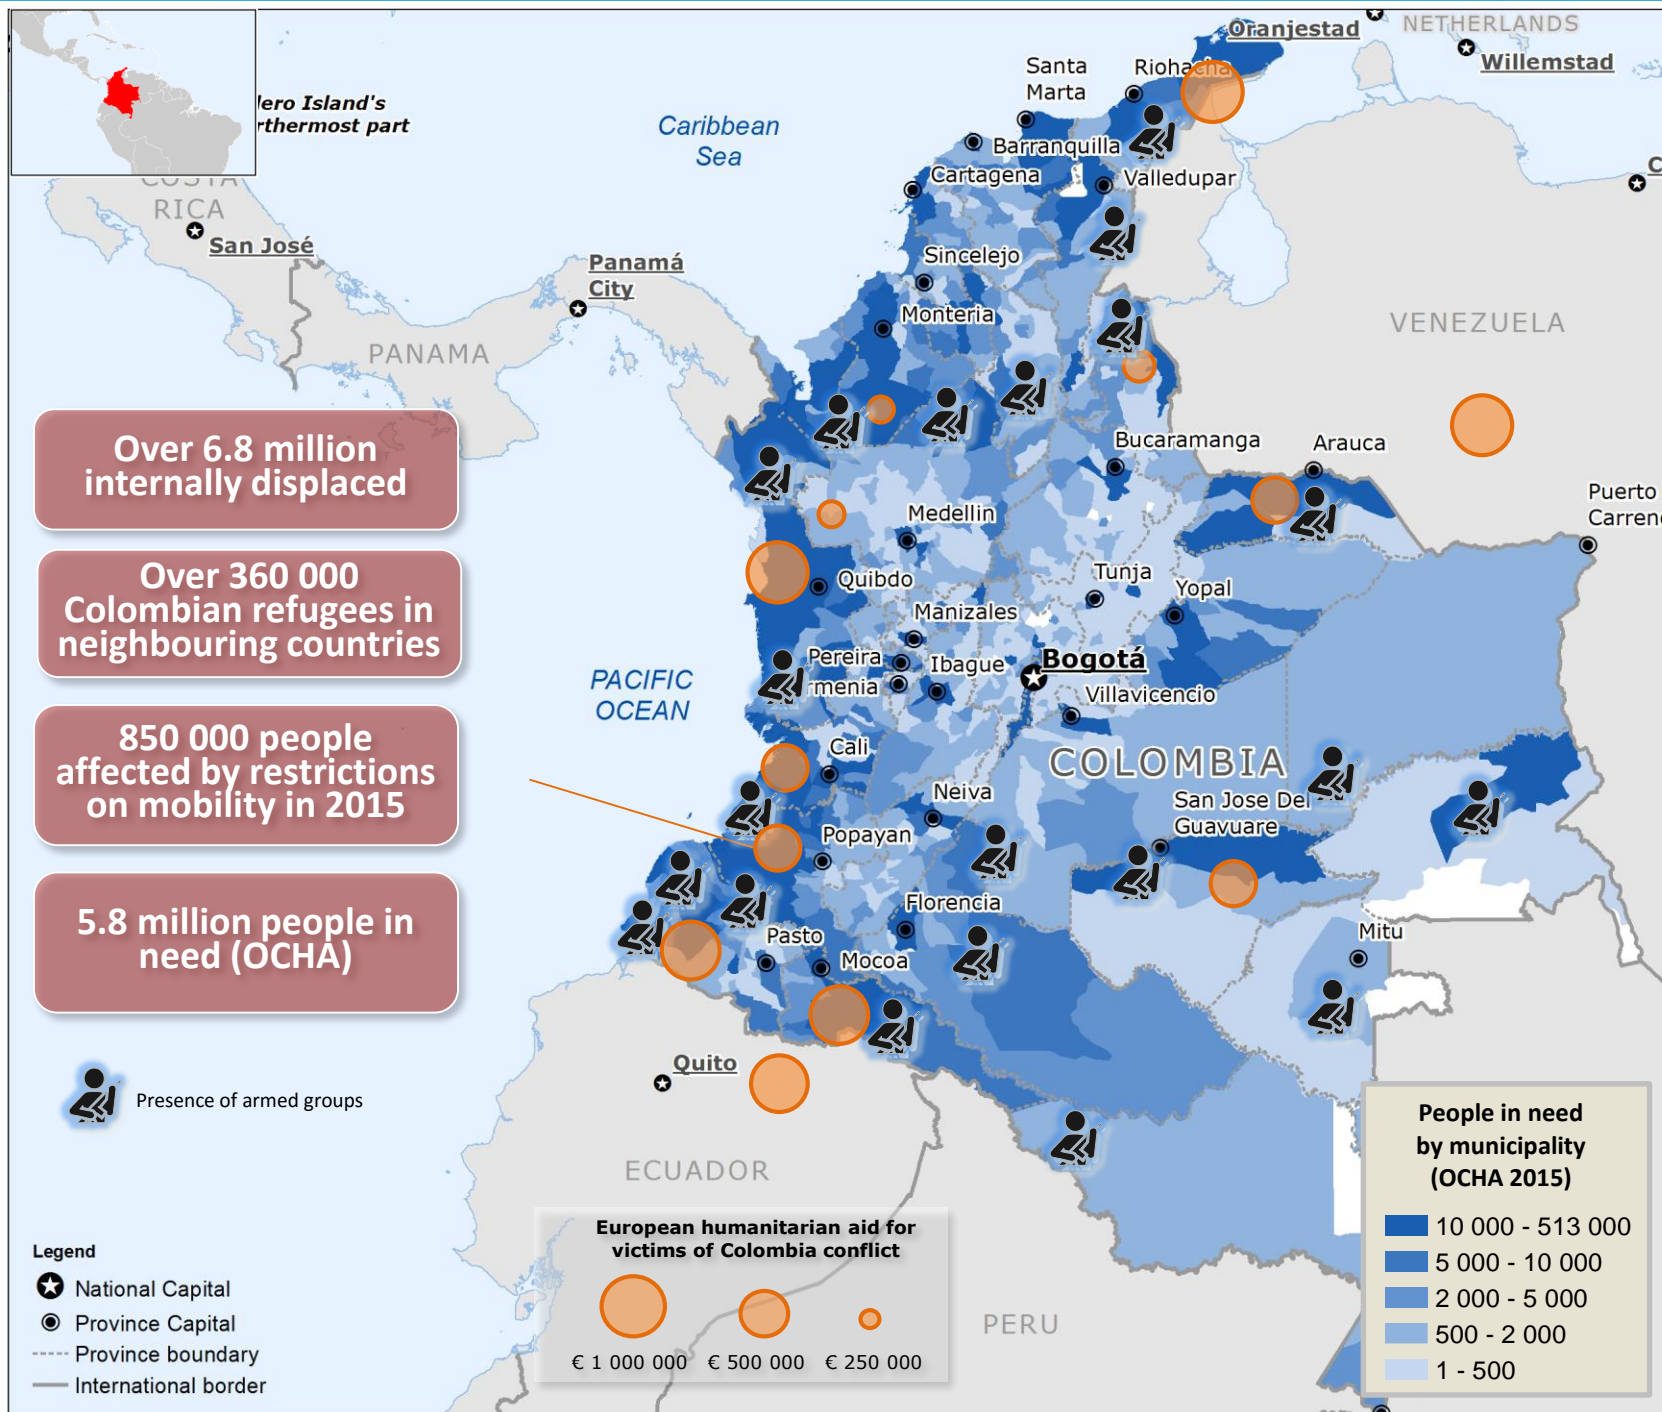 Oranjestad
NETHERLANDS
Willemstad
Santa
Marta
Riohacha
lero Island's
rthermost part
Caribbean
Sea
Barranquilla
Cartagena
Valledupar
C
COSTA
RICA
San José
Panamá
City
Sincelejo
Monteria
PANAMA
VENEZUELA
Over 6.8 million
internally displaced
Bucaramanga
Arauca
Puerto
Carreno
Medellin
Over 360 000
Colombian refugees in
neighbouring countries
Quibdo
Tunja
Yopal
Manizales
Pereira
Ibague
Bogotá
rmenia
Villavicencio
PACIFIC
OCEAN
850 000 people
affected by restrictions
on mobility in 2015
Cali
COLOMBIA
Neiva
San Jose Del
Guavuare
Popayan
5.8 million people in
need (OCHA)
Florencia
Pasto
Mocoa
Mitu
Quito
Presence of armed groups
ECUADOR
PERU
People in need
by municipality
(OCHA 2015)
10 000 - 513 000
5 000 - 10 000
2 000 - 5 000
500 - 2 000
1 - 500
European humanitarian aid for
victims of Colombia conflict
€ 1 000 000 € 500 000 € 250 000
Legend
National Capital
Province Capital
Province boundary
International border